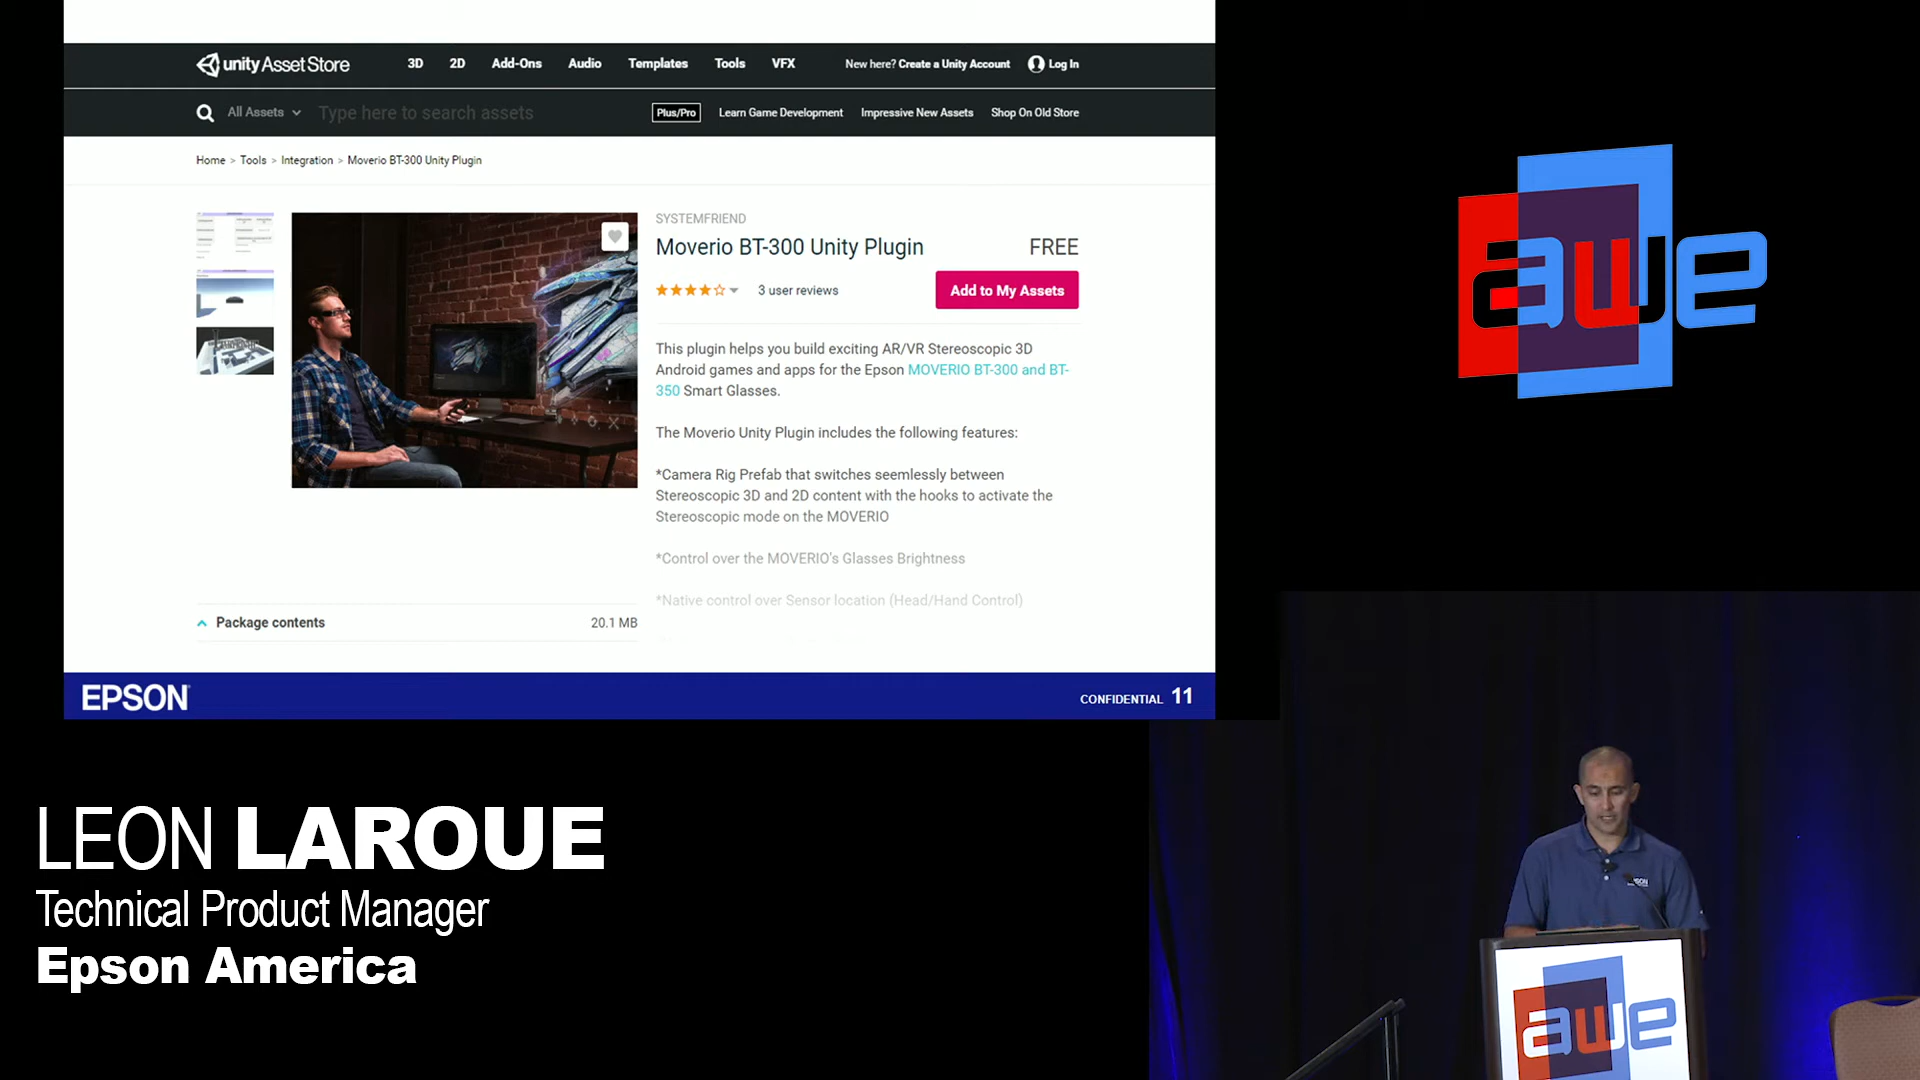 unity Asset Store
3D 2D Add-Ons Audio Templates Tools VFX
New here? Create a Unity Account Log In
All Assets Type here to search assets
Plus/Pro Learn Game Development Impressive New Assets Shop On Old Store
Home > Tools > Integration > Moverio BT-300 Unity Plugin
SYSTEMFRIEND
Moverio BT-300 Unity Plugin FREE
3 user reviews Add to My Assets
This plugin helps you build exciting AR/VR Stereoscopic 3D
Android games and apps for the Epson MOVERIO BT-300 and BT-
350 Smart Glasses.
The Moverio Unity Plugin includes the following features:
*Camera Rig Prefab that switches seemlessly between
Stereoscopic 3D and 2D content with the hooks to activate the
Stereoscopic mode on the MOVERIO
*Control over the MOVERIO's Glasses Brightness
*Native control over Sensor location (Head/Hand Control)
Package contents 20.1 MB
EPSON
CONFIDENTIAL 11
awe
LEON LAROUE
Technical Product Manager
Epson America
EPSON
awe